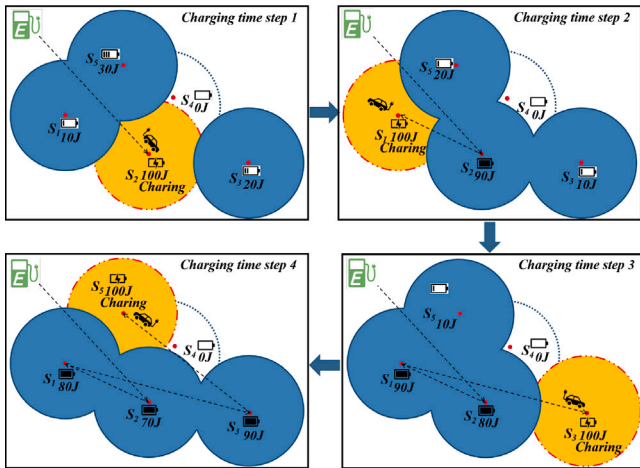 Charging time step 1
E
S5 30J
S4 0J
S1 10J
S2 100J
Charing
S3 20J
Charging time step 2
E
S5 20J
S4 0J
S1 100J
Charing
S2 90J
S3 10J
Charging time step 4
E
S5 100J
Charing
S4 0J
S1 80J
S2 70J
S3 90J
Charging time step 3
E
S5 10J
S4 0J
S1 90J
S2 80J
S3 100J
Charing